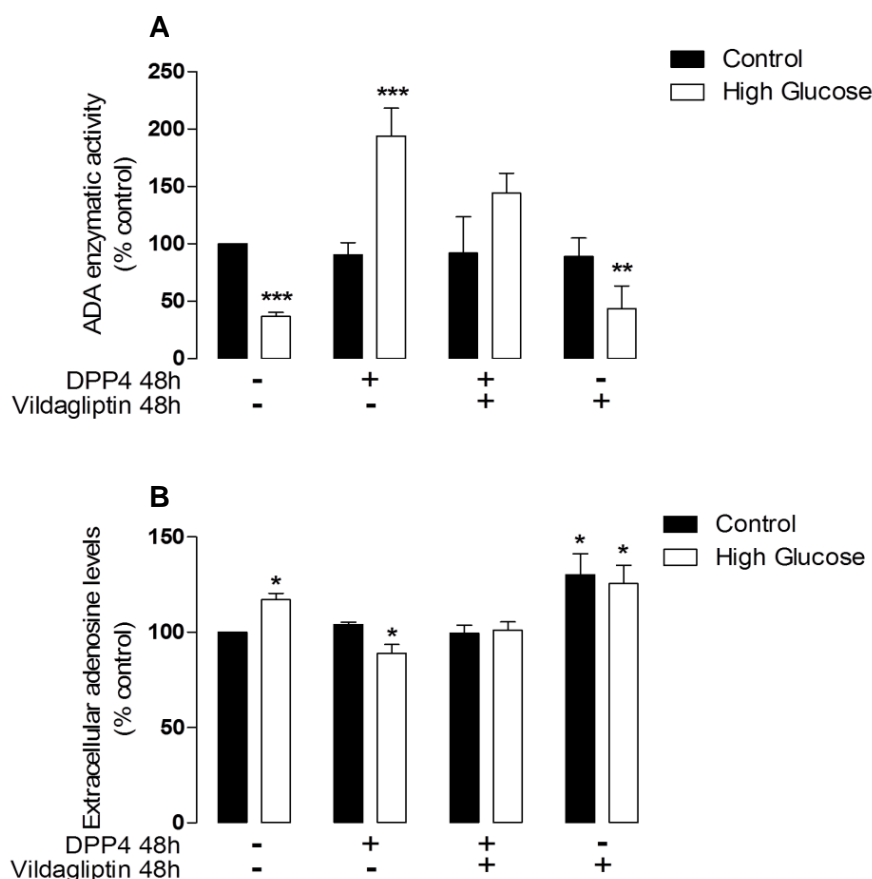 A
Control
High Glucose
ADA enzymatic activity
(% control)
250
200
150
100
50
0
***
***
**
DPP4 48h - + + -
Vildagliptin 48h - - + +
B
Control
High Glucose
Extracellular adenosine levels
(% control)
150
100
50
0
*
*
*
*
DPP4 48h - + + -
Vildagliptin 48h - - + +